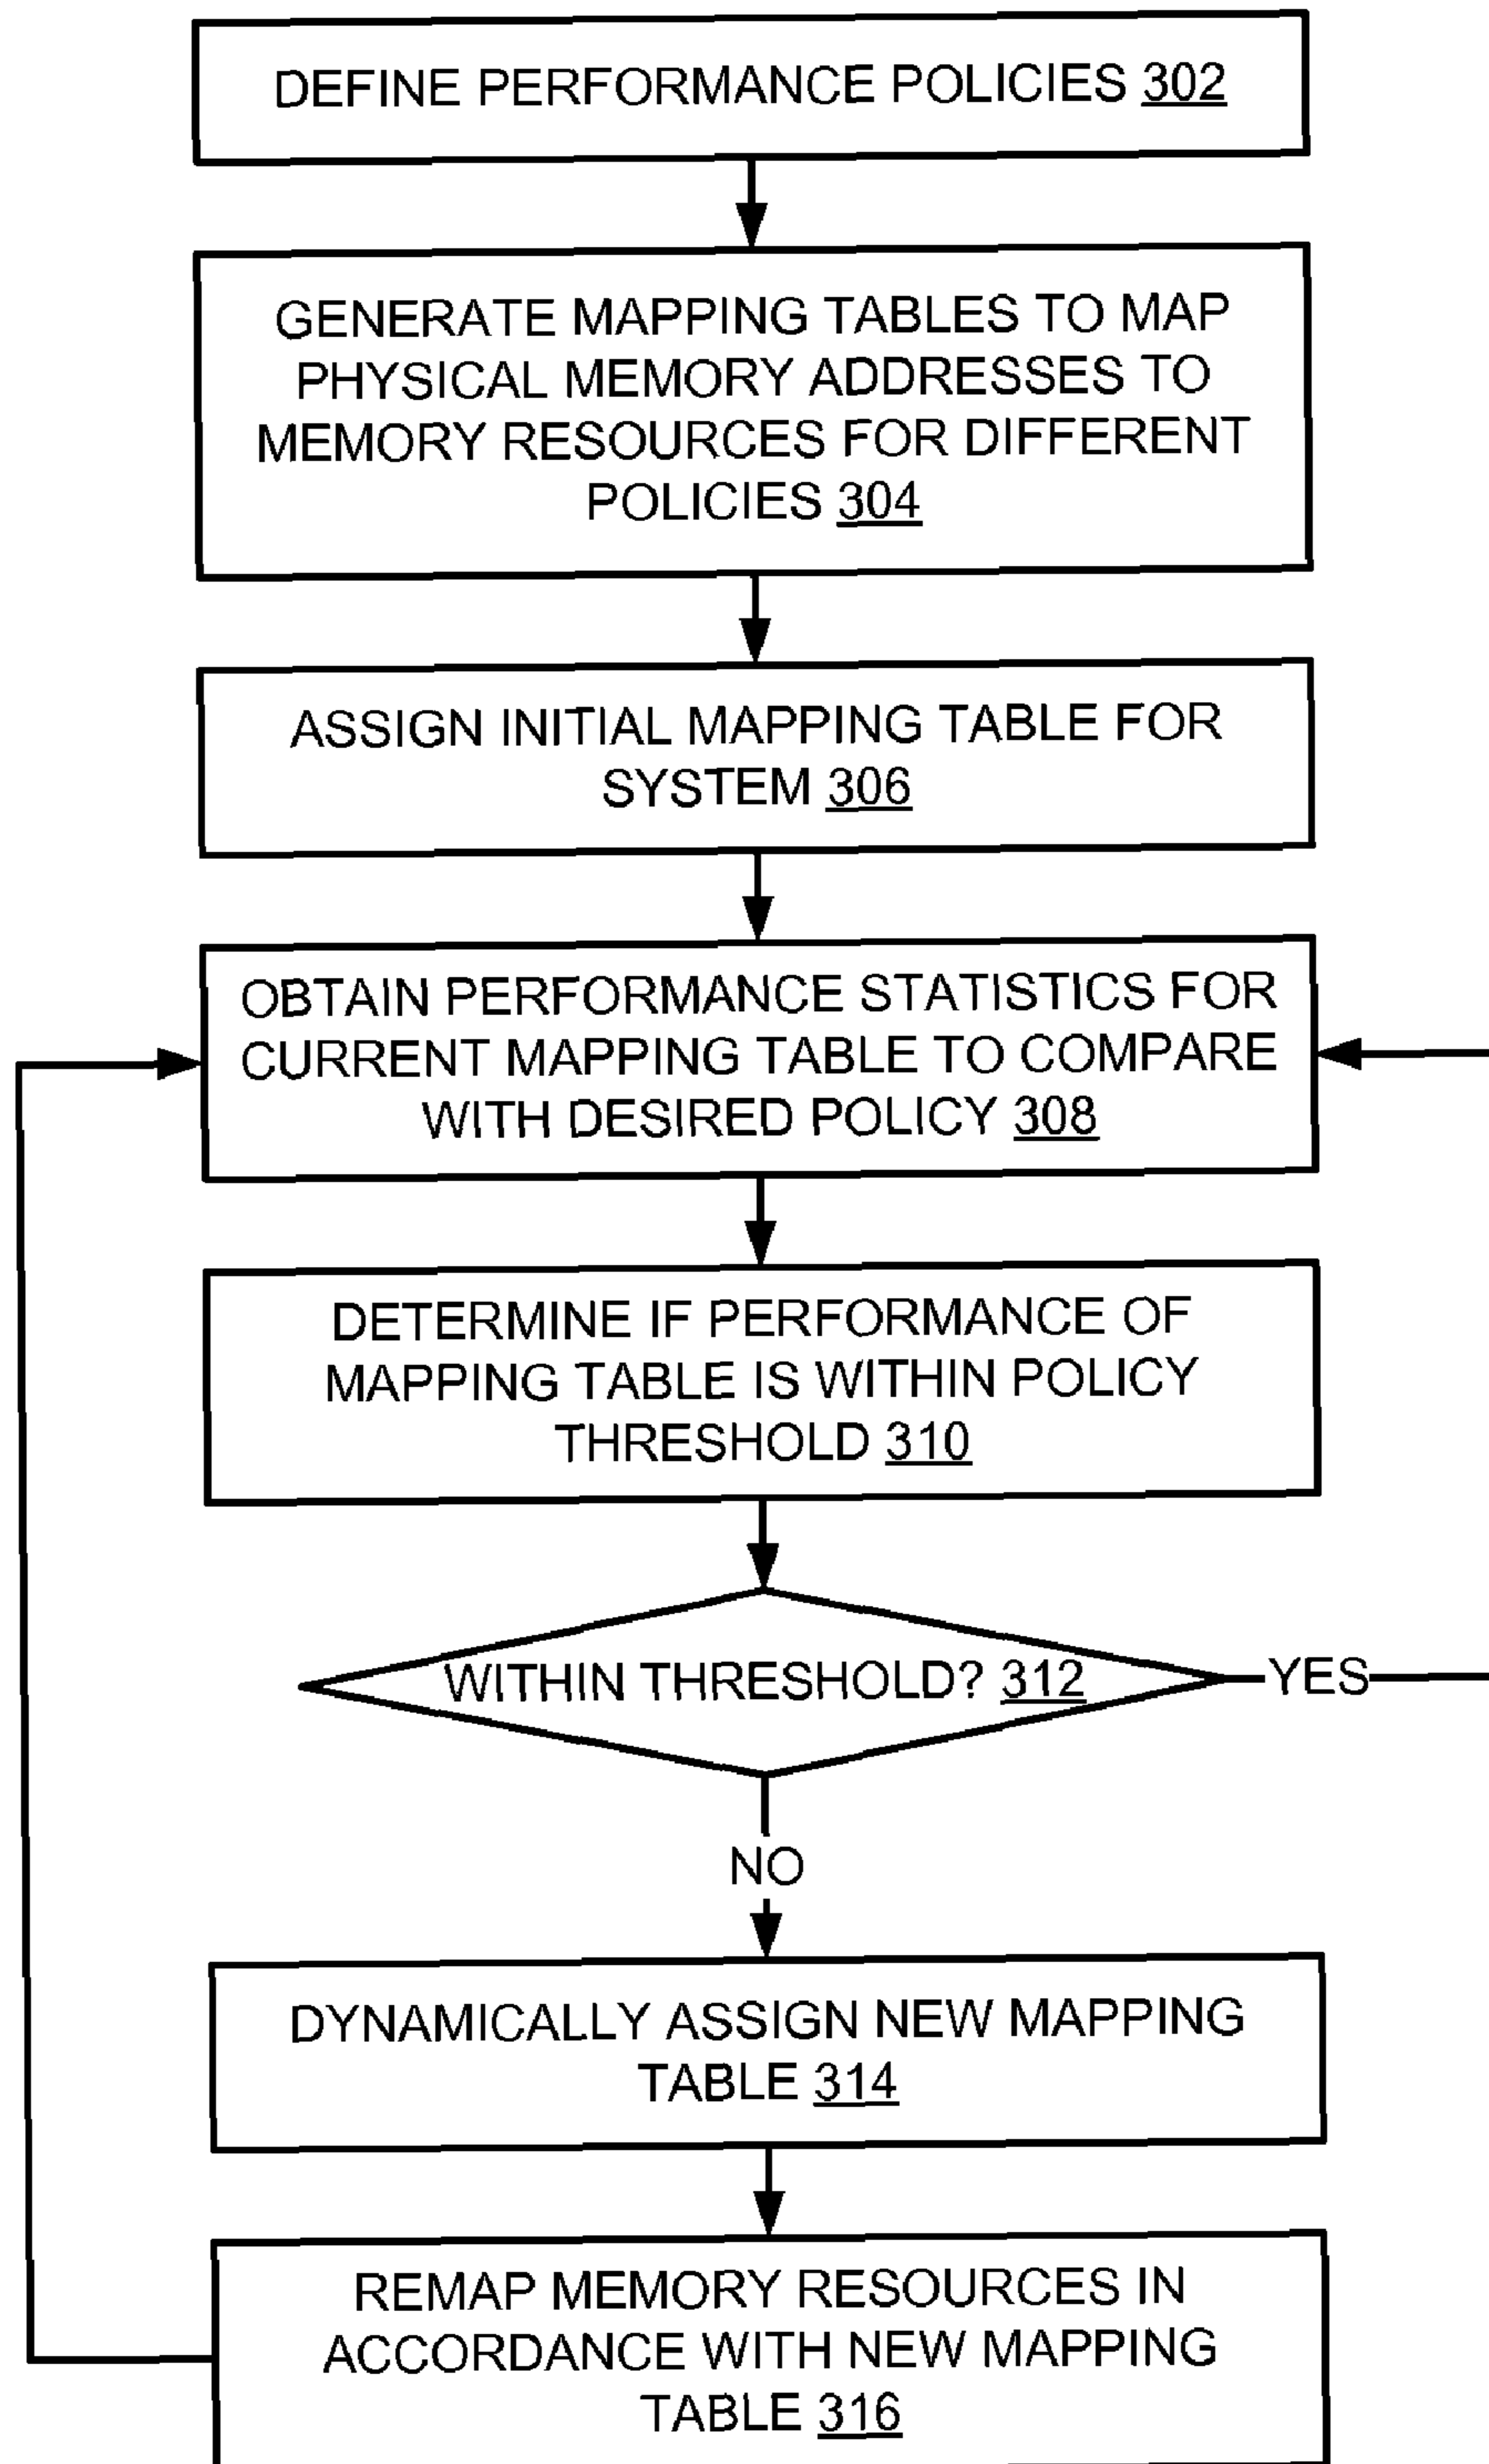 DEFINE PERFORMANCE POLICIES 302
GENERATE MAPPING TABLES TO MAP
PHYSICAL MEMORY ADDRESSES TO
MEMORY RESOURCES FOR DIFFERENT
POLICIES 304
ASSIGN INITIAL MAPPING TABLE FOR
SYSTEM 306
OBTAIN PERFORMANCE STATISTICS FOR
CURRENT MAPPING TABLE TO COMPARE
WITH DESIRED POLICY 308
DETERMINE IF PERFORMANCE OF
MAPPING TABLE IS WITHIN POLICY
THRESHOLD 310
WITHIN THRESHOLD? 312
YES
NO
DYNAMICALLY ASSIGN NEW MAPPING
TABLE 314
REMAP MEMORY RESOURCES IN
ACCORDANCE WITH NEW MAPPING
TABLE 316